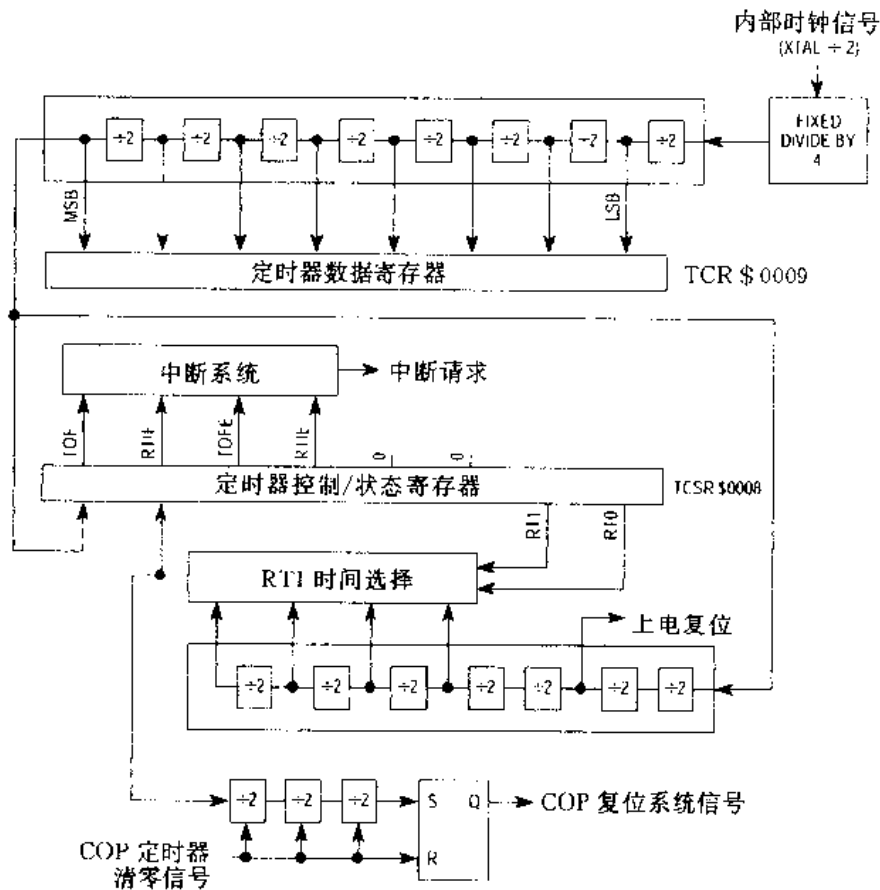 内部时钟信号
(XTAL ÷ 2)
FIXED
DIVIDE BY
4
÷2 ÷2 ÷2 ÷2 ÷2 ÷2 ÷2 ÷2
MSB
LSB
定时器数据寄存器
TCR $ 0009
中断系统
中断请求
TOF
RTIF
TOFE
RTIE
0
0
定时器控制/状态寄存器
TCSR $0008
RT1
RT0
RTI 时间选择
上电复位
÷2 ÷2 ÷2 ÷2 ÷2 ÷2 ÷2
÷2 ÷2 ÷2
S Q
R
COP 复位系统信号
COP 定时器
清零信号